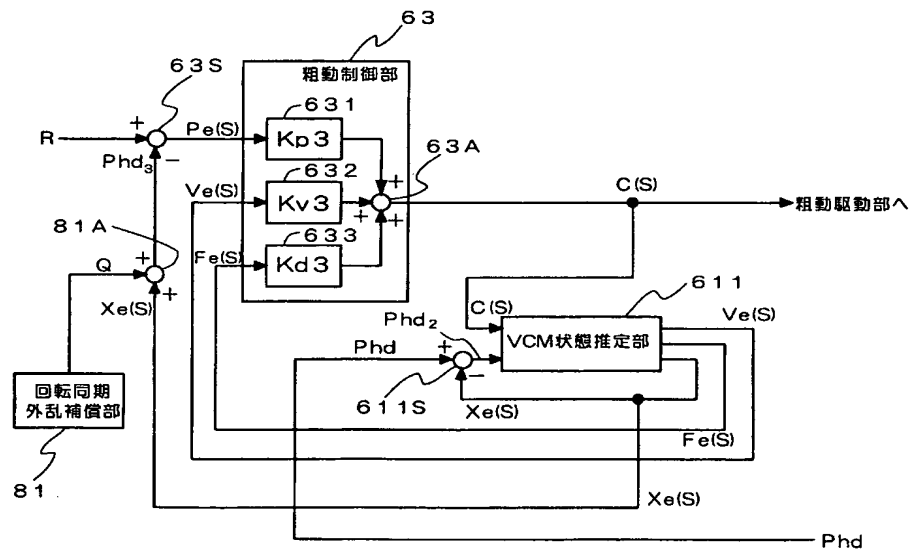 63
粗動制御部
63S
631
R
+
Pe(S)
Kp3
Phd3
−
+
63A
632
Ve(S)
Kv3
+
+
C(S)
粗動駆動部へ
81A
633
Q
+
Fe(S)
Kd3
+
Xe(S)
611
C(S)
Ve(S)
Phd2
Phd
+
VCM状態推定部
回転同期
外乱補償部
−
611S
Xe(S)
Fe(S)
81
Xe(S)
Phd